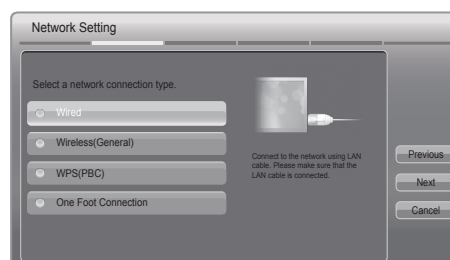 Network Setting
Select a network connection type.
Wired
Wireless(General)
WPS(PBC)
One Foot Connection
Connect to the network using LAN
cable. Please make sure that the
LAN cable is connected.
Previous
Next
Cancel